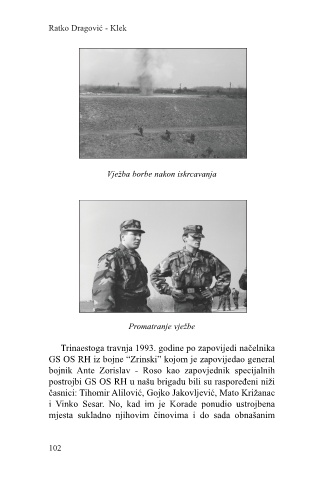 Ratko Dragović - Klek
Vježba borbe nakon iskrcavanja
Promatranje vježbe
Trinaestoga travnja 1993. godine po zapovijedi načelnika
GS OS RH iz bojne “Zrinski” kojom je zapovijedao general
bojnik Ante Zorislav - Roso kao zapovjednik specijalnih
postrojbi GS OS RH u našu brigadu bili su raspoređeni niži
časnici: Tihomir Alilović, Gojko Jakovljević, Mato Križanac
i Vinko Sesar. No, kad im je Korade ponudio ustrojbena
mjesta sukladno njihovim činovima i do sada obnašanim
102